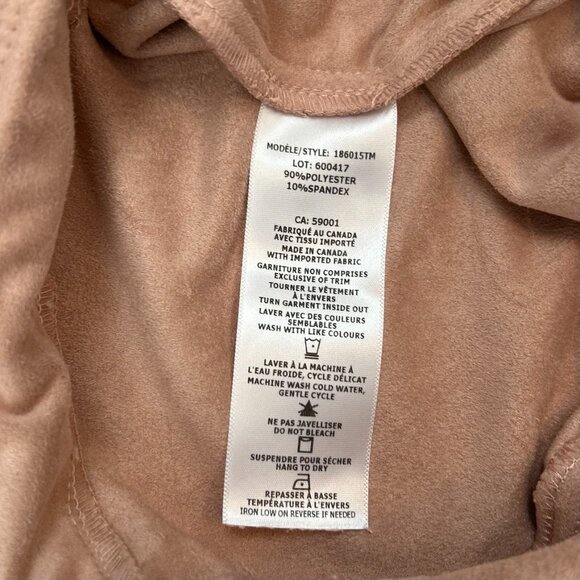 MODÈLE/STYLE: 186015TM
LOT: 600417
90%POLYESTER
10%SPANDEX
CA: 59001
FABRIQUÉ AU CANADA
AVEC TISSU IMPORTÉ
MADE IN CANADA
WITH IMPORTED FABRIC
GARNITURE NON COMPRISES
EXCLUSIVE OF TRIM
TOURNER LE VÊTEMENT
À L'ENVERS
TURN GARMENT INSIDE OUT
LAVER AVEC DES COULEURS
SEMBLABLES
WASH WITH LIKE COLOURS
LAVER À LA MACHINE À
L'EAU FROIDE, CYCLE DÉLICAT
MACHINE WASH COLD WATER,
GENTLE CYCLE
NE PAS JAVELLISER
DO NOT BLEACH
SUSPENDRE POUR SÉCHER
HANG TO DRY
REPASSER À BASSE
TEMPÉRATURE À L'ENVERS
IRON LOW ON REVERSE IF NEEDED